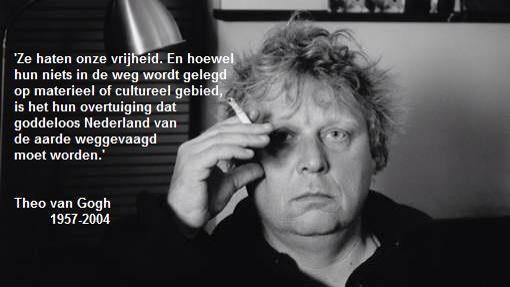 'Ze haten onze vrijheid. En hoewel
hun niets in de weg wordt gelegd
op materieel of cultureel gebied,
is het hun overtuiging dat
goddeloos Nederland van
de aarde weggevaagd
moet worden.'
Theo van Gogh
1957-2004